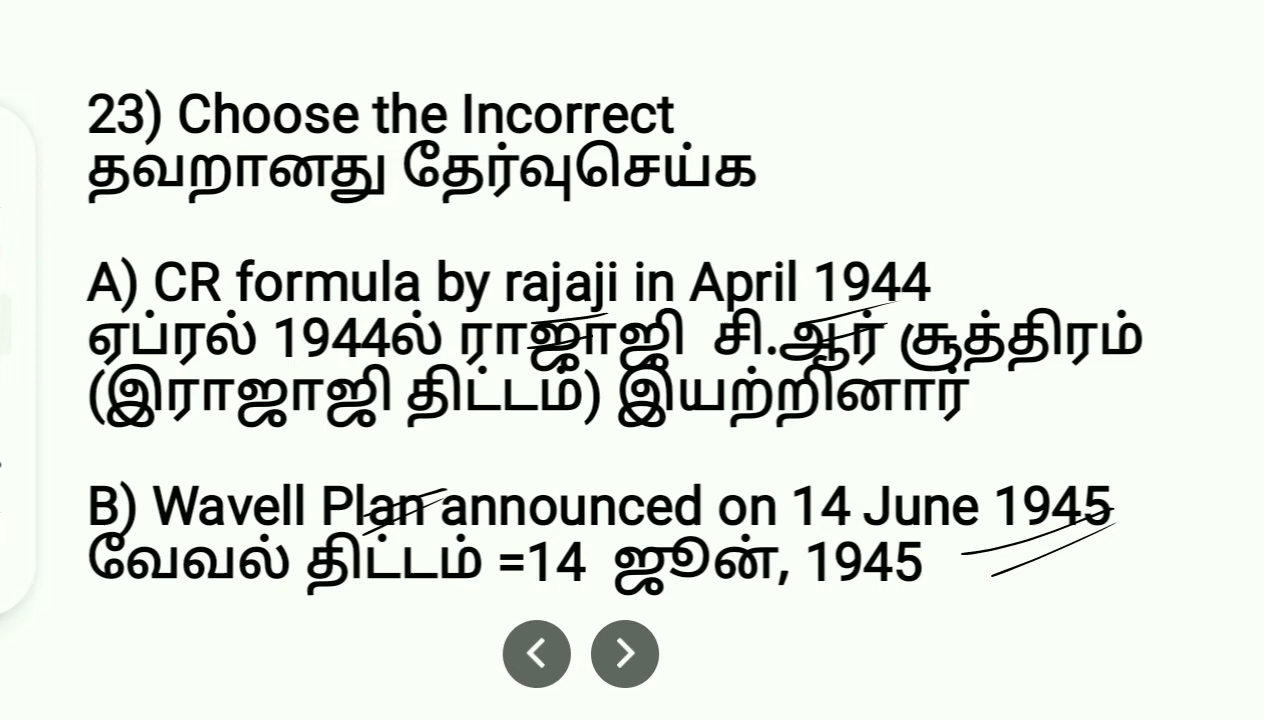 23) Choose the Incorrect
தவறானது தேர்வுசெய்க
A) CR formula by rajaji in April 1944
ஏப்ரல் 1944ல் ராஜாஜி சி.ஆர் சூத்திரம்
(இராஜாஜி திட்டம்) இயற்றினார்
B) Wavell Plan announced on 14 June 1945
வேவல் திட்டம் =14 ஜூன், 1945